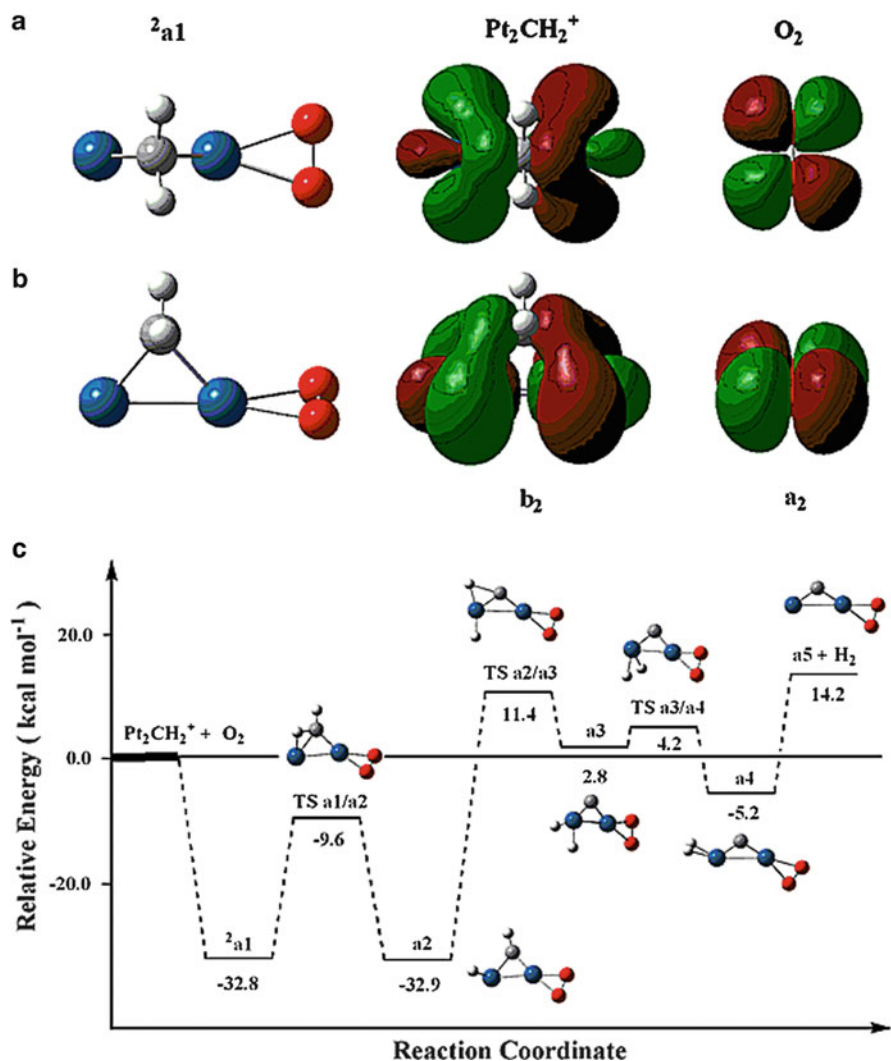 a
²a1
Pt₂CH₂⁺
O₂
b
b₂
a₂
c
Relative Energy ( kcal mol⁻¹ )
20.0
0.0
-20.0
Pt₂CH₂⁺ + O₂
²a1
-32.8
TS a1/a2
-9.6
a2
-32.9
TS a2/a3
11.4
a3
2.8
TS a3/a4
4.2
a4
-5.2
a5 + H₂
14.2
Reaction Coordinate